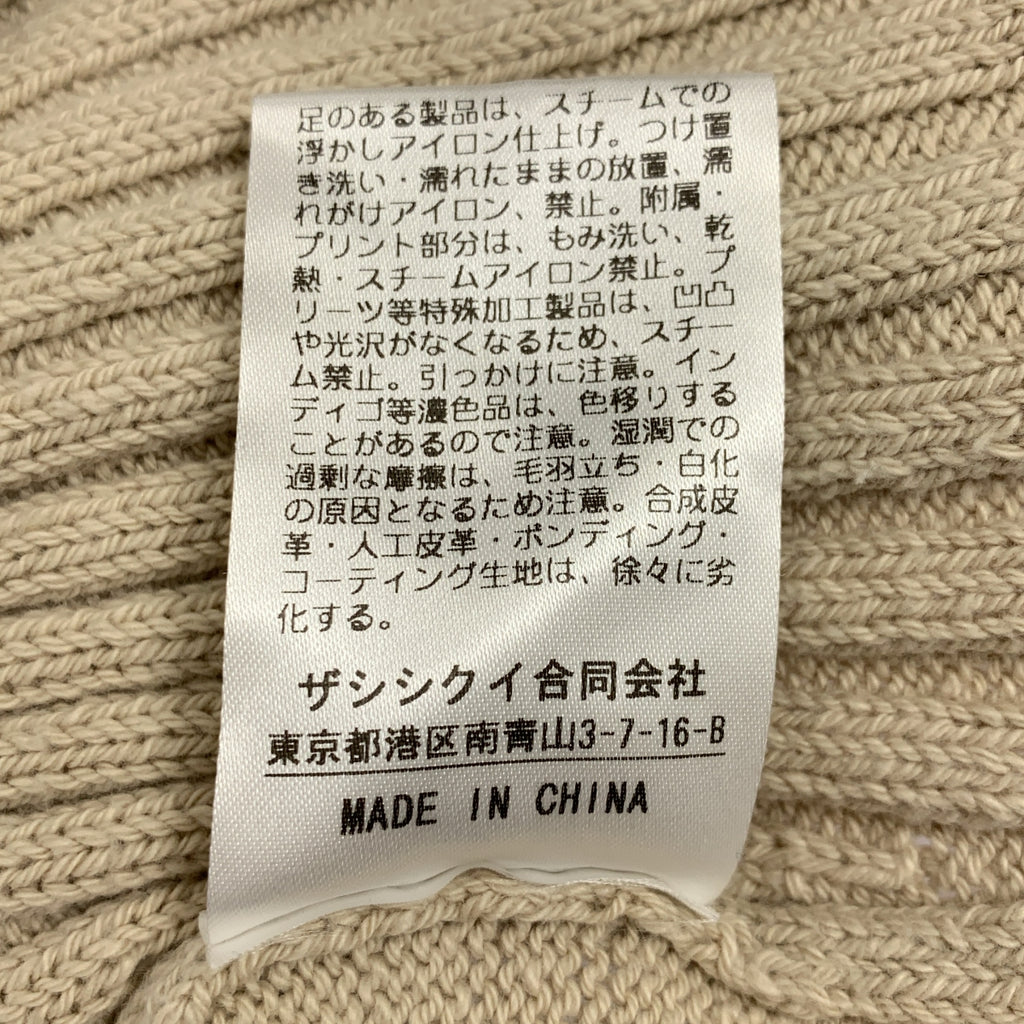 足のある製品は、スチームでの
浮かしアイロン仕上げ。つけ置
き洗い・濡れたままの放置、濡
れがけアイロン、禁止。附属・
プリント部分は、もみ洗い、乾
熱・スチームアイロン禁止。プ
リーツ等特殊加工製品は、凹凸
や光沢がなくなるため、スチー
ム禁止。引っかけに注意。イン
ディゴ等濃色品は、色移りする
ことがあるので注意。湿潤での
過剰な摩擦は、毛羽立ち・白化
の原因となるため注意。合成皮
革・人工皮革・ボンディング・
コーティング生地は、徐々に劣
化する。
ザシシクイ合同会社
東京都港区南青山3-7-16-B
MADE IN CHINA